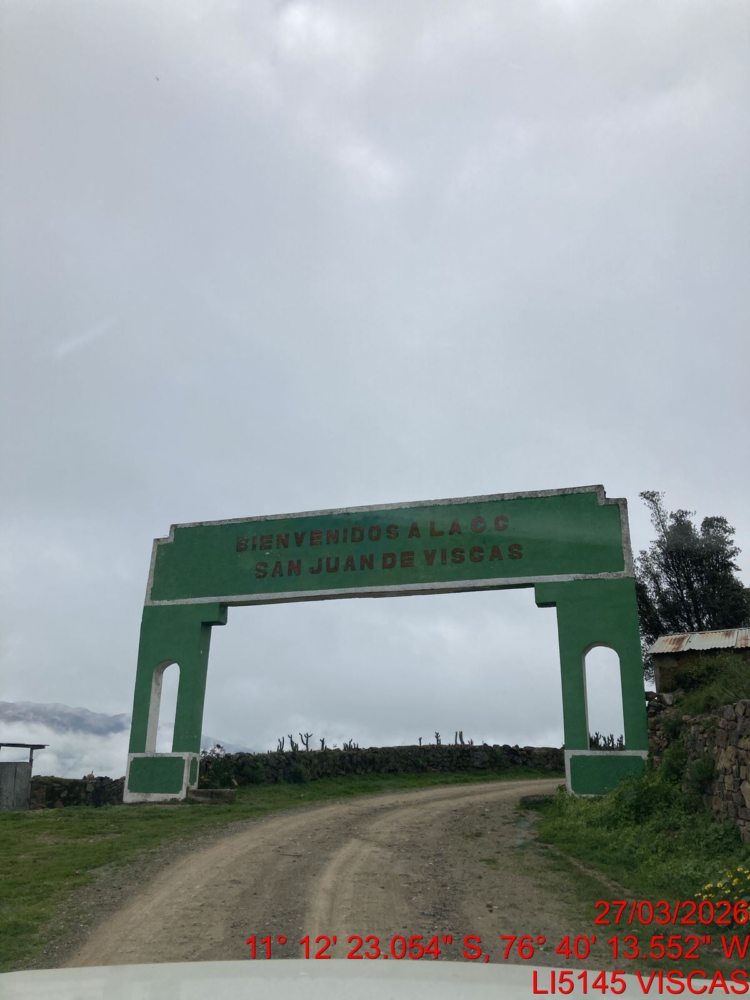 BIENVENIDOS A LA C.C.
SAN JUAN DE VISCAS
27/03/2026
11° 12' 23.054" S, 76° 40' 13.552" W
LI5145 VISCAS